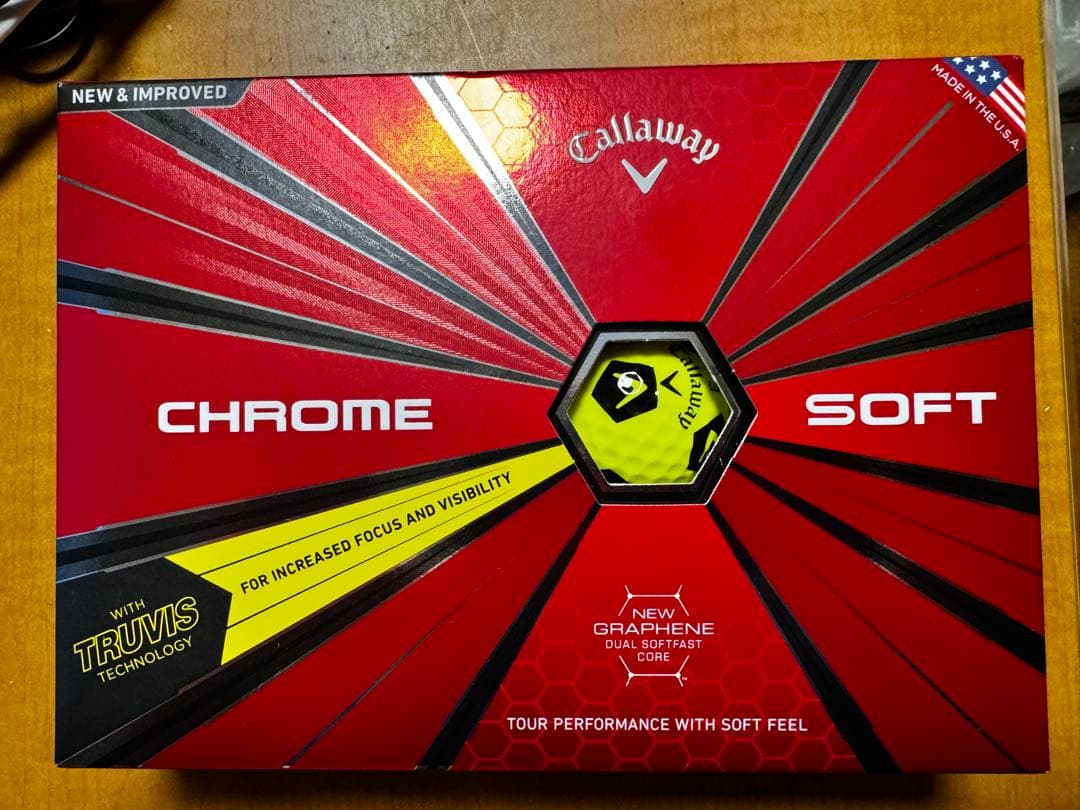 NEW & IMPROVED
MADE IN THE U.S.A.
Callaway
CHROME
SOFT
Callaway
FOR INCREASED FOCUS AND VISIBILITY
WITH
TRUVIS
TECHNOLOGY
NEW
GRAPHENE
DUAL SOFTFAST
CORE
TOUR PERFORMANCE WITH SOFT FEEL